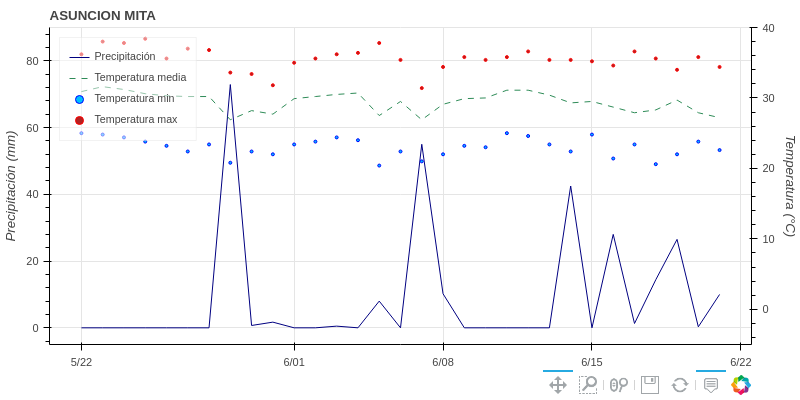 ASUNCION MITA
Precipitación
Temperatura media
Temperatura min
Temperatura max
Precipitación (mm)
80
60
40
20
0
Temperatura (°C)
40
30
20
10
0
5/22
6/01
6/08
6/15
6/22